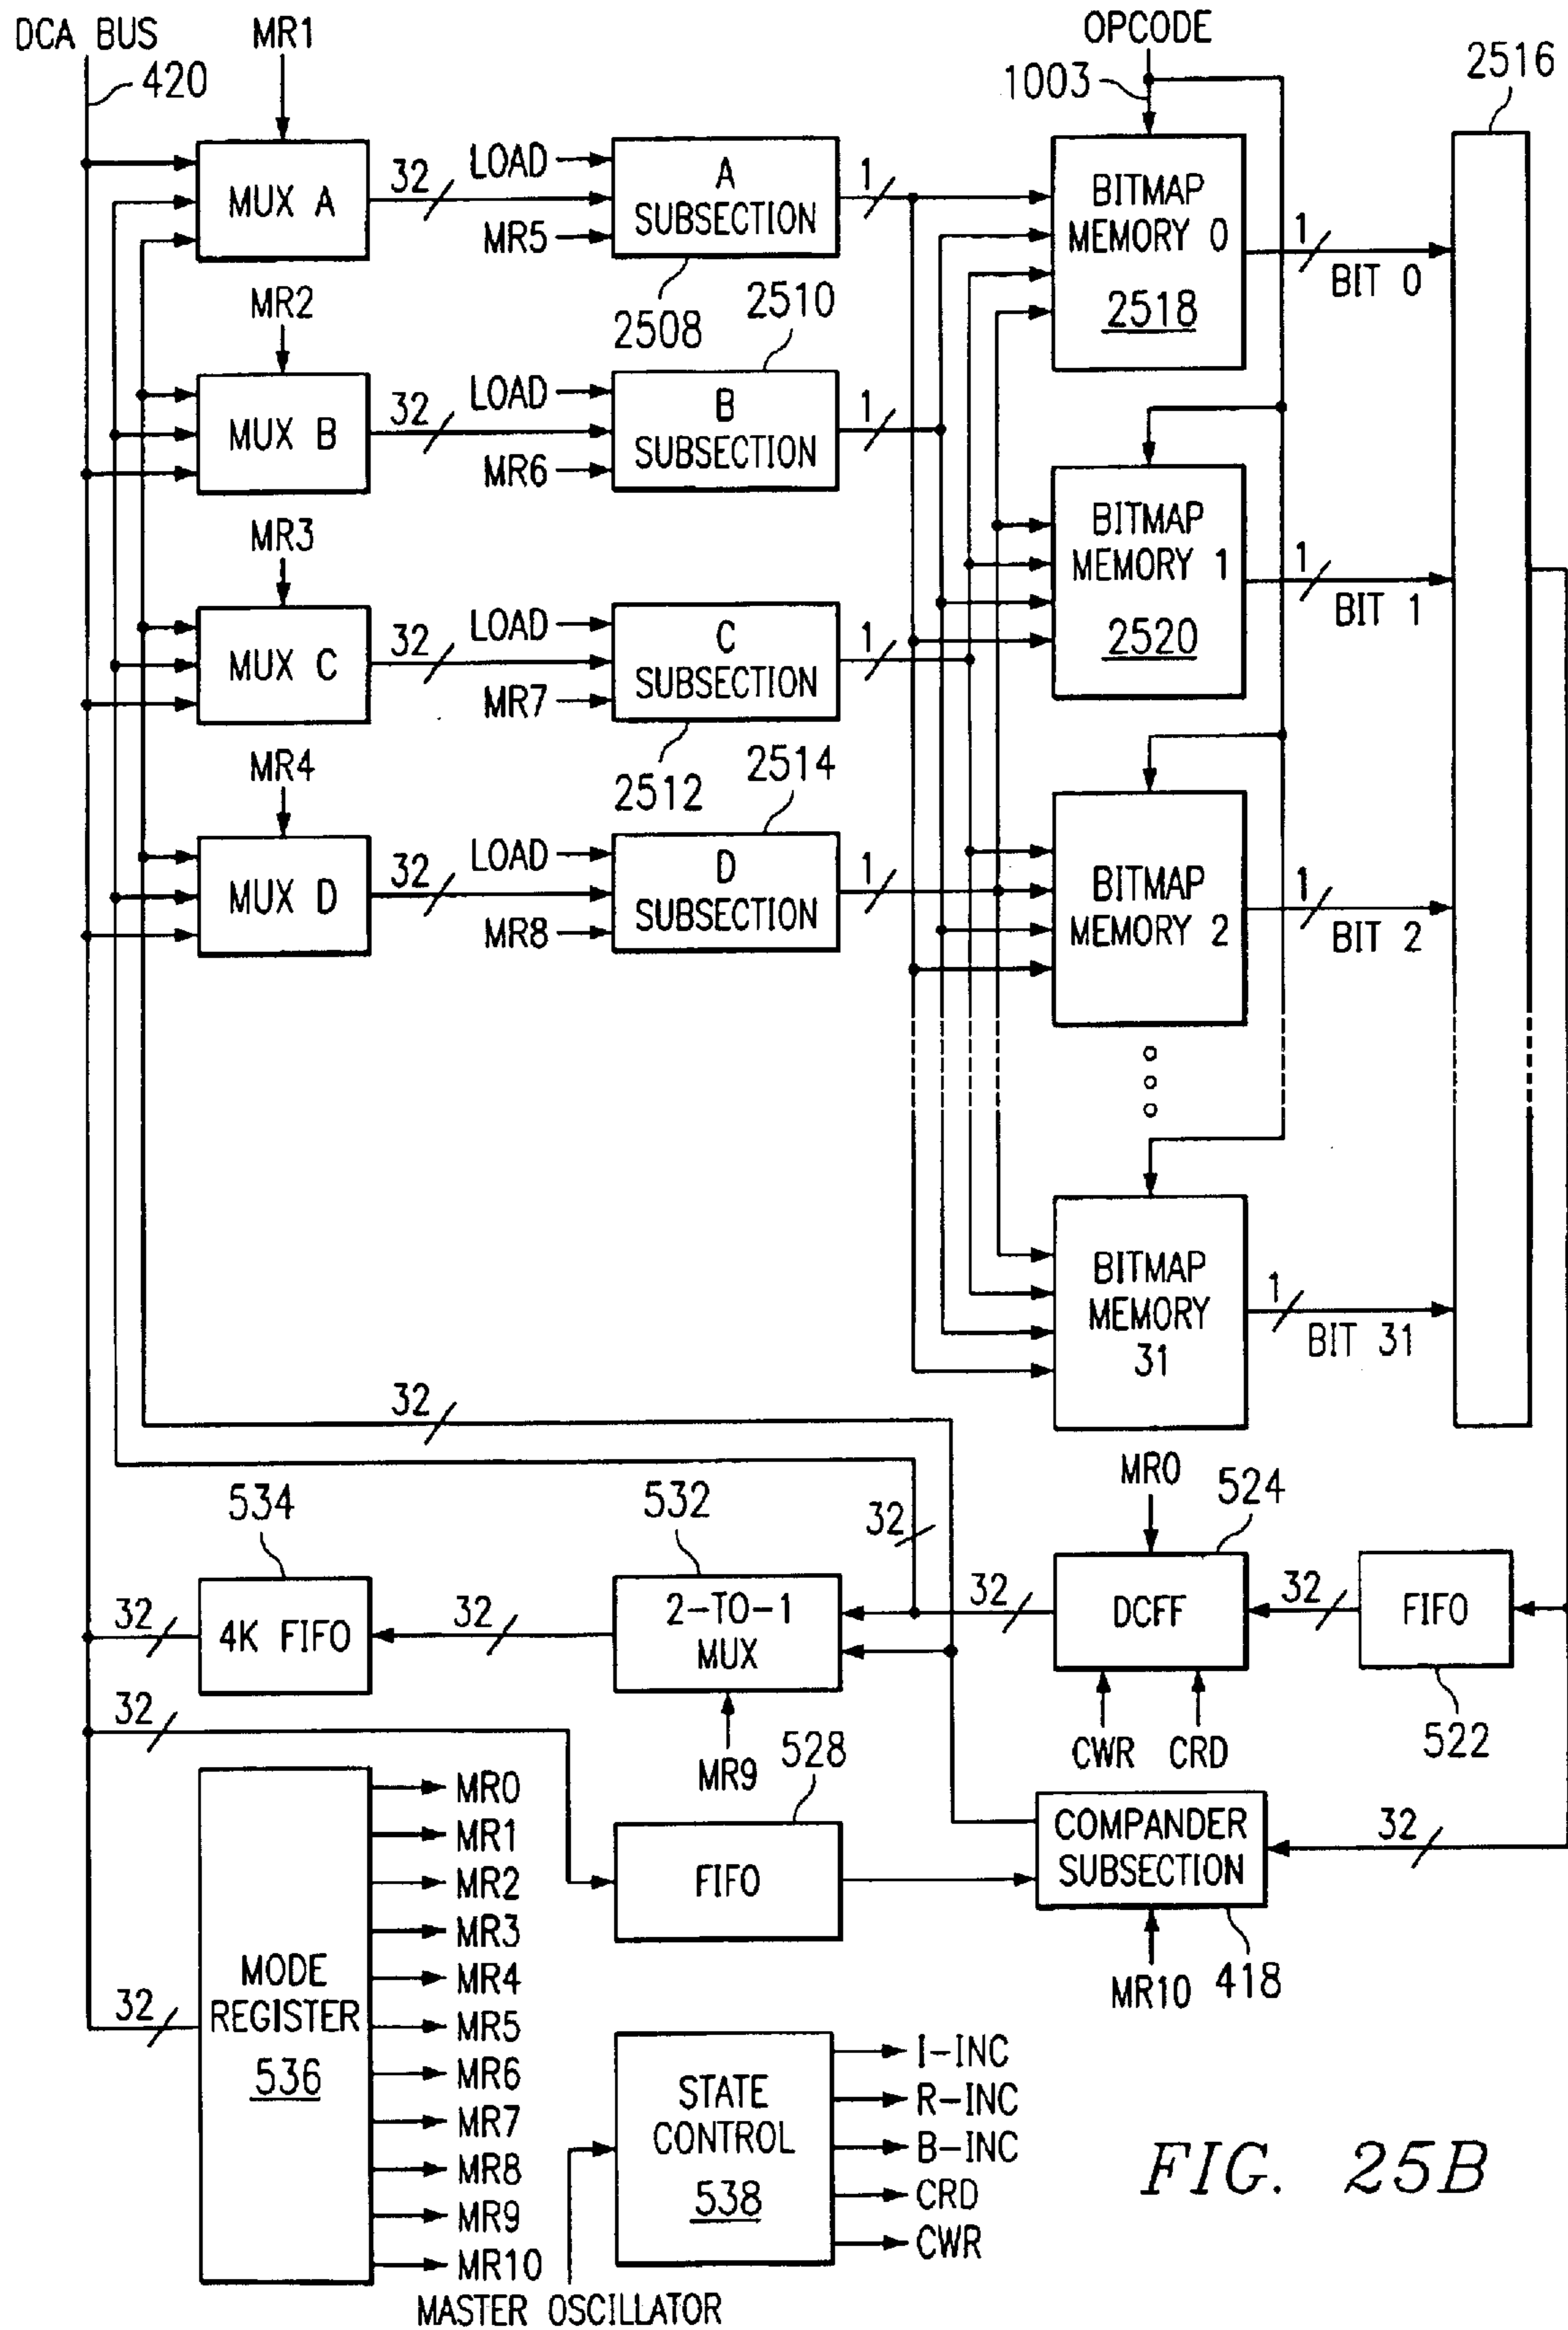 DCA BUS
420
MR1
OPCODE
1003
2516
MUX A
32
LOAD
MR5
A
SUBSECTION
2508
1
BITMAP
MEMORY 0
2518
1
BIT 0
MR2
MUX B
32
LOAD
MR6
2510
B
SUBSECTION
1
BITMAP
MEMORY 1
2520
1
BIT 1
MR3
MUX C
32
LOAD
MR7
C
SUBSECTION
2512
1
BITMAP
MEMORY 2
1
BIT 2
MR4
MUX D
32
LOAD
MR8
2514
D
SUBSECTION
1
BITMAP
MEMORY
31
1
BIT 31
32
32
534
32
4K FIFO
32
532
2-TO-1
MUX
MR9
32
MR0
524
DCFF
CWR CRD
32
FIFO
522
32
528
FIFO
COMPANDER
SUBSECTION
32
MR10
418
32
MODE
REGISTER
536
MR0
MR1
MR2
MR3
MR4
MR5
MR6
MR7
MR8
MR9
MR10
STATE
CONTROL
538
I-INC
R-INC
B-INC
CRD
CWR
MASTER OSCILLATOR
FIG. 25B